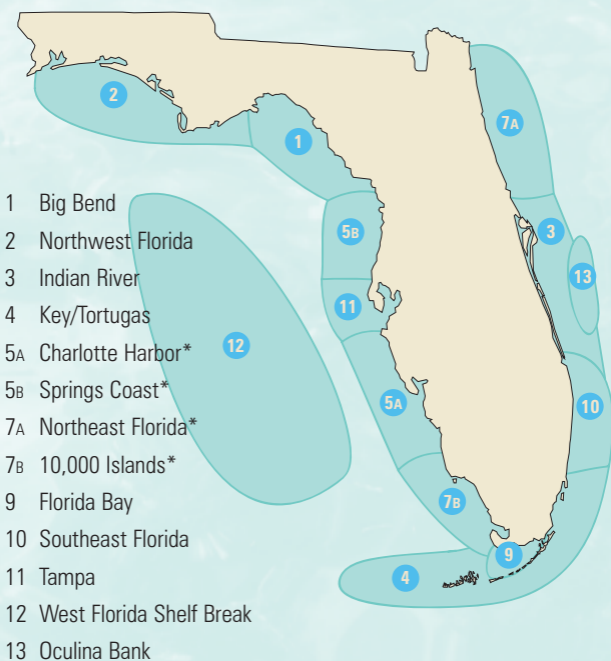 2
1
7A
5B
3
13
11
12
5A
10
7B
9
4
1 Big Bend
2 Northwest Florida
3 Indian River
4 Key/Tortugas
5A Charlotte Harbor*
5B Springs Coast*
7A Northeast Florida*
7B 10,000 Islands*
9 Florida Bay
10 Southeast Florida
11 Tampa
12 West Florida Shelf Break
13 Oculina Bank